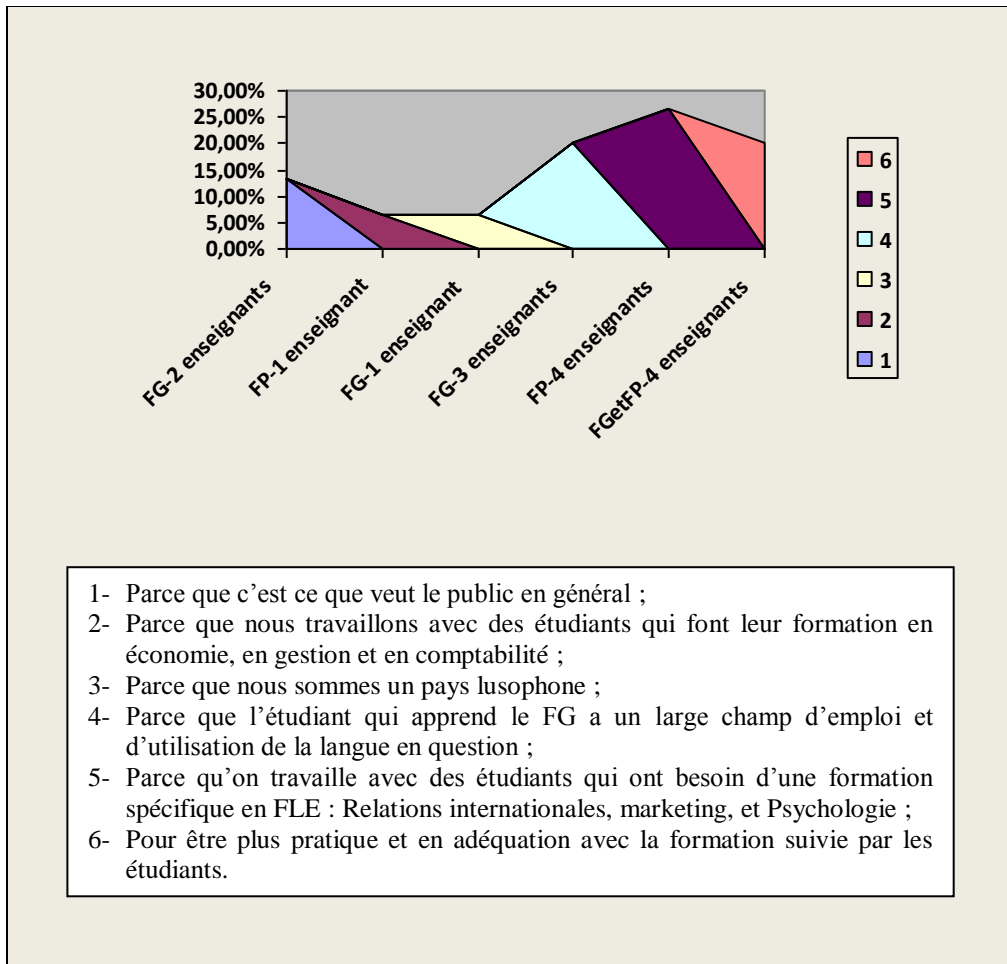 30,00%
25,00%
20,00%
15,00%
10,00%
5,00%
0,00%
FG-2 enseignants
FP-1 enseignant
FG-1 enseignant
FG-3 enseignants
FP-4 enseignants
FGetFP-4 enseignants
6
5
4
3
2
1
1- Parce que c’est ce que veut le public en général ;
2- Parce que nous travaillons avec des étudiants qui font leur formation en
économie, en gestion et en comptabilité ;
3- Parce que nous sommes un pays lusophone ;
4- Parce que l’étudiant qui apprend le FG a un large champ d’emploi et
d’utilisation de la langue en question ;
5- Parce qu’on travaille avec des étudiants qui ont besoin d’une formation
spécifique en FLE : Relations internationales, marketing, et Psychologie ;
6- Pour être plus pratique et en adéquation avec la formation suivie par les
étudiants.